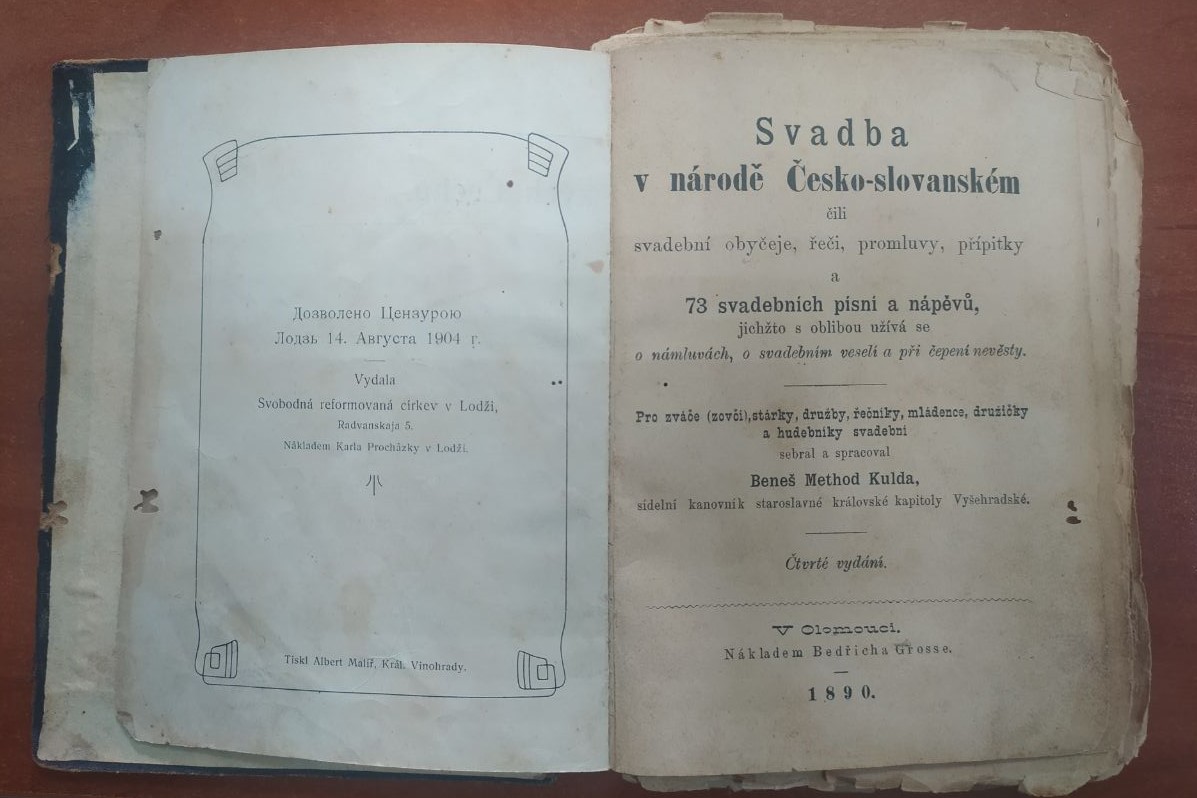 Дозволено Цензурою
Лодзь 14. Августа 1904 г.
Vydala
Svobodná reformovaná církev v Lodži,
Radvanskaja 5.
Nákladem Karla Procházky v Lodži.
Tiskl Albert Malíř, Král. Vinohrady.
Svadba
v národě Česko-slovanském
čili
svadební obyčeje, řeči, promluvy, přípitky
a
73 svadebních písní a nápěvů,
jichžto s oblibou užívá se
o námluvách, o svadebním veselí a při čepení nevěsty.
Pro zváče (zovčí), stárky, družby, řečníky, mládence, družičky
a hudebníky svadební
sebral a spracoval
Beneš Method Kulda,
sídelní kanovník staroslavné královské kapitoly Vyšehradské.
Čtvrté vydání.
V Olomouci.
Nákladem Bedřicha Grosse.
1890.